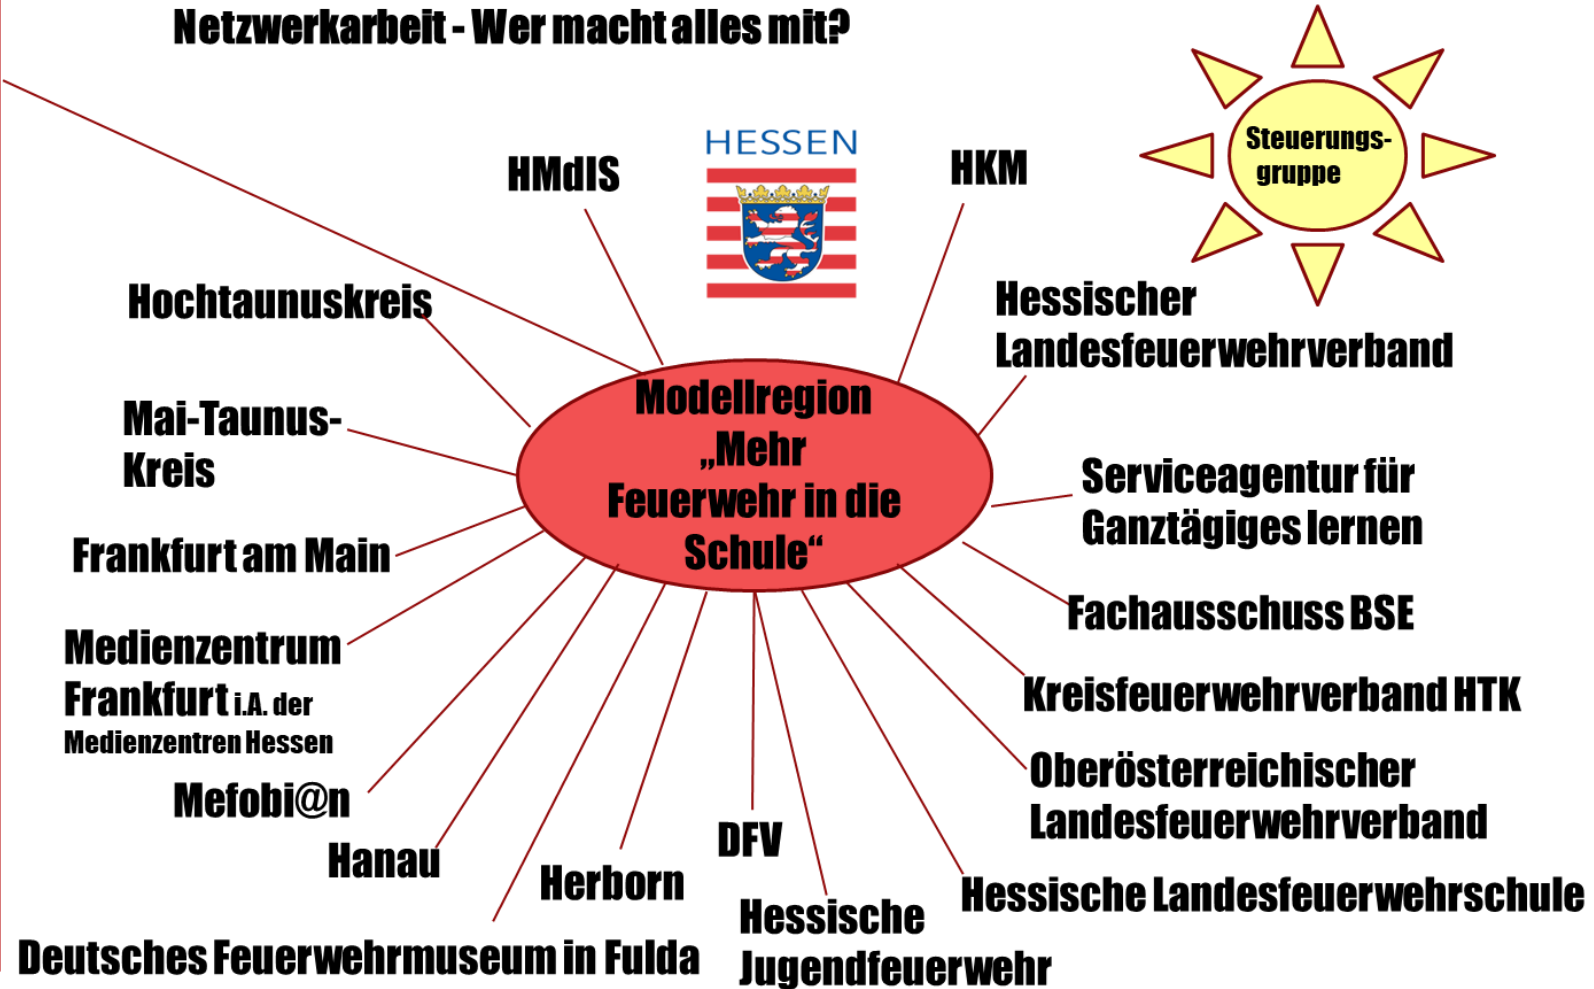 Netzwerkarbeit - Wer macht alles mit?
Steuerungs-
gruppe
HESSEN
HMdIS
HKM
Hochtaunuskreis
Hessischer
Landesfeuerwehrverband
Modellregion
„Mehr
Feuerwehr in die
Schule“
Mai-Taunus-
Kreis
Serviceagentur für
Ganztägiges lernen
Frankfurt am Main
Fachausschuss BSE
Medienzentrum
Frankfurt i.A. der
Medienzentren Hessen
Kreisfeuerwehrverband HTK
Mefobi@n
Oberösterreichischer
Landesfeuerwehrverband
Hanau
DFV
Herborn
Hessische Landesfeuerwehrschule
Hessische
Jugendfeuerwehr
Deutsches Feuerwehrmuseum in Fulda